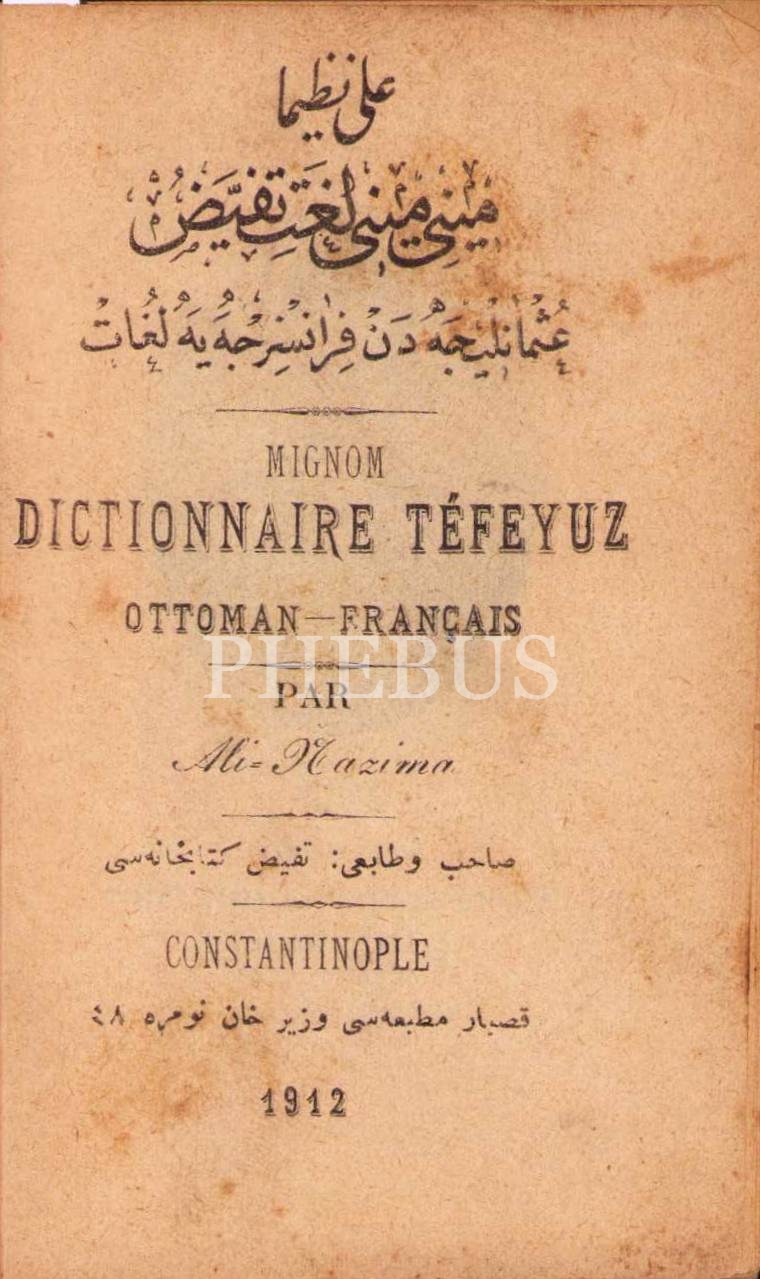 علی نظیما
مینی مینی لغت تفیض
عثمانلیجه دن فرانسزجه یه لغات
MIGNOM
DICTIONNAIRE TÉFEYUZ
OTTOMAN—FRANÇAIS
PHEBUS
PAR
Ali=Nazima
صاحب وطابعی: تفیض کتابخانه‌سی
CONSTANTINOPLE
قصبار مطبعه‌سی وزیر خان نومره ٤٨
1912